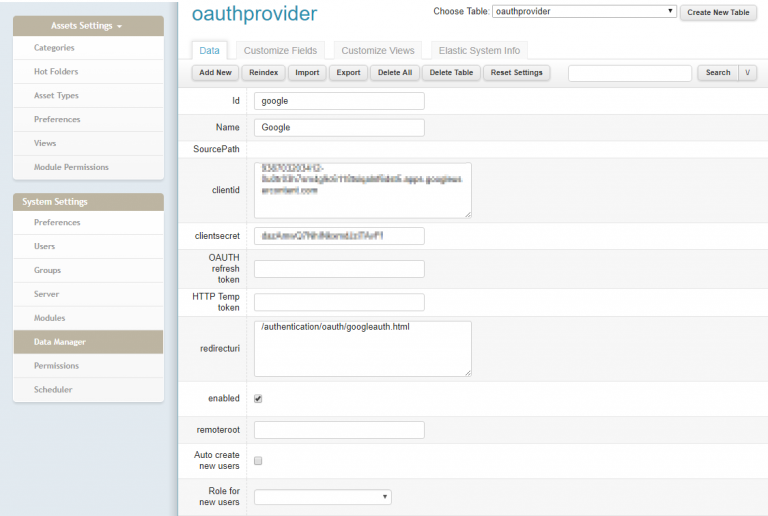 Assets Settings
Categories
Hot Folders
Asset Types
Preferences
Views
Module Permissions
System Settings
Preferences
Users
Groups
Server
Modules
Data Manager
Permissions
Scheduler
oauthprovider
Choose Table: oauthprovider
Create New Table
Data Customize Fields Customize Views Elastic System Info
Add New Reindex Import Export Delete All Delete Table Reset Settings Search V
Id google
Name Google
SourcePath
clientid
clientsecret
OAUTH
refresh
token
HTTP Temp
token
redirecturi /authentication/oauth/googleauth.html
enabled
remoteroot
Auto create
new users
Role for
new users